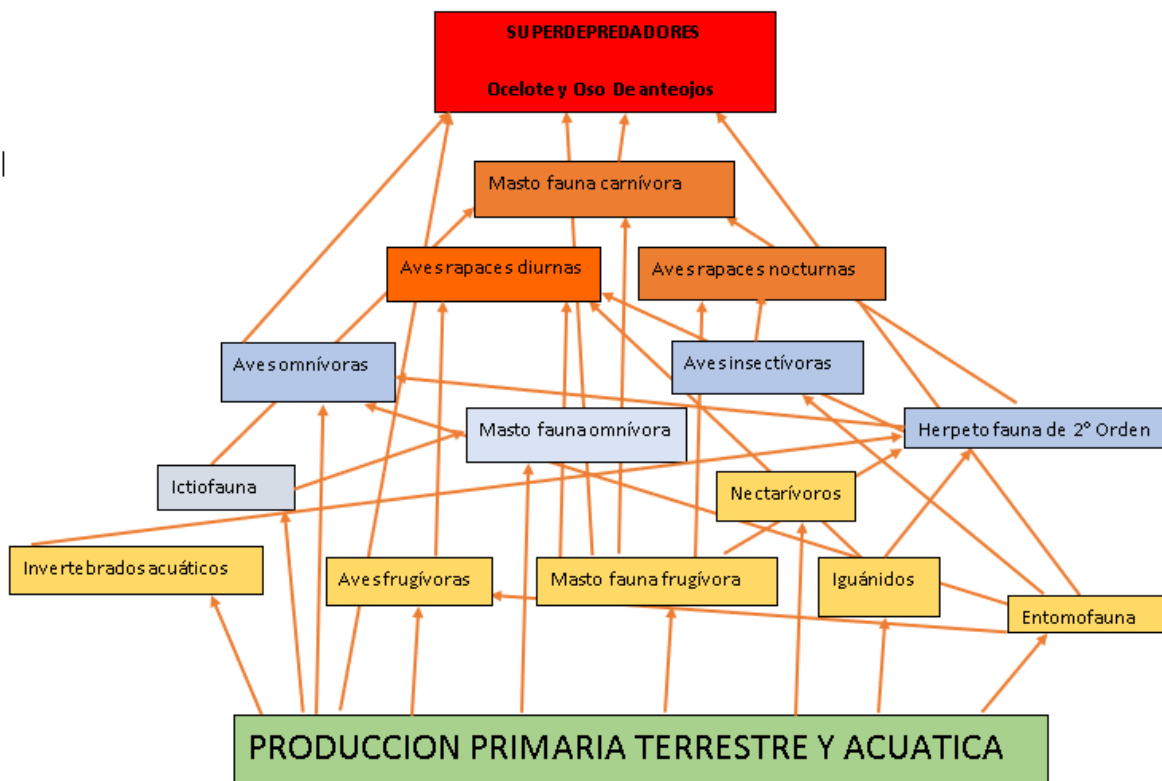 SUPERDEPREDADORES
Ocelote y Oso De anteojos
Masto fauna carnívora
Aves rapaces diurnas
Aves rapaces nocturnas
Aves omnívoras
Aves insectívoras
Masto fauna omnívora
Herpeto fauna de 2° Orden
Ictiofauna
Nectarívoros
Invertebrados acuáticos
Aves frugívoras
Masto fauna frugívora
Iguánidos
Entomofauna
PRODUCCION PRIMARIA TERRESTRE Y ACUATICA